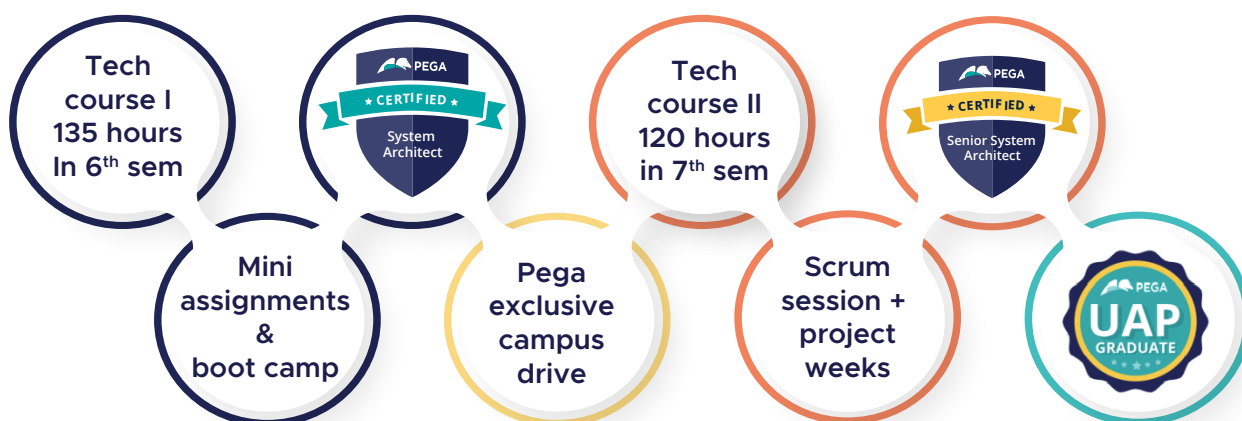 Tech
course I
135 hours
In 6th sem
Mini
assignments
&
boot camp
PEGA
★ CERTIFIED ★
System
Architect
Pega
exclusive
campus
drive
Tech
course II
120 hours
in 7th sem
Scrum
session +
project
weeks
PEGA
★ CERTIFIED ★
Senior System
Architect
PEGA
UAP
GRADUATE